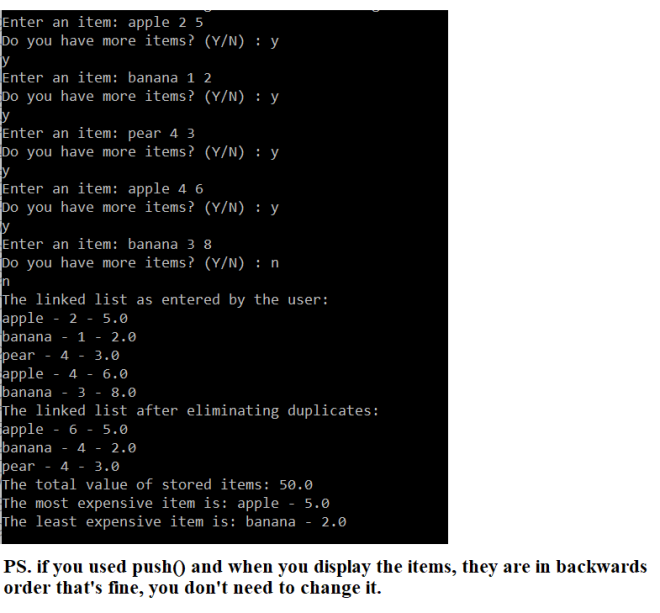 Enter an item: apple 2 5
Do you have more items? (Y/N) : y
y
Enter an item: banana 1 2
Do you have more items? (Y/N) : y
y
Enter an item: pear 4 3
Do you have more items? (Y/N) : y
y
Enter an item: apple 4 6
Do you have more items? (Y/N) : y
y
Enter an item: banana 3 8
Do you have more items? (Y/N) : n
n
The linked list as entered by the user:
apple - 2 - 5.0
banana - 1 - 2.0
pear - 4 - 3.0
apple - 4 - 6.0
banana - 3 - 8.0
The linked list after eliminating duplicates:
apple - 6 - 5.0
banana - 4 - 2.0
pear - 4 - 3.0
The total value of stored items: 50.0
The most expensive item is: apple - 5.0
The least expensive item is: banana - 2.0
PS. if you used push() and when you display the items, they are in backwards
order that's fine, you don't need to change it.